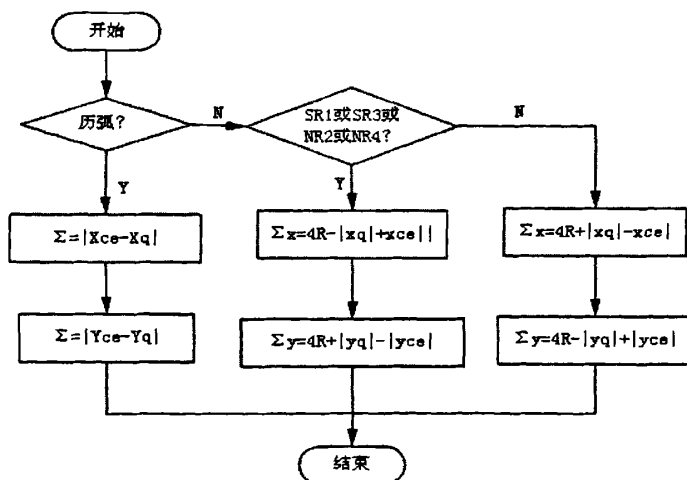 开始
历弧?
N
SR1或SR3或
NR2或NR4?
N
Y
Y
Σ=|Xce-Xq|
Σx=4R-|xq|+xce||
Σx=4R+|xq|-xce|
Σ=|Yce-Yq|
Σy=4R+|yq|-|yce|
Σy=4R-|yq|+|yce|
结束